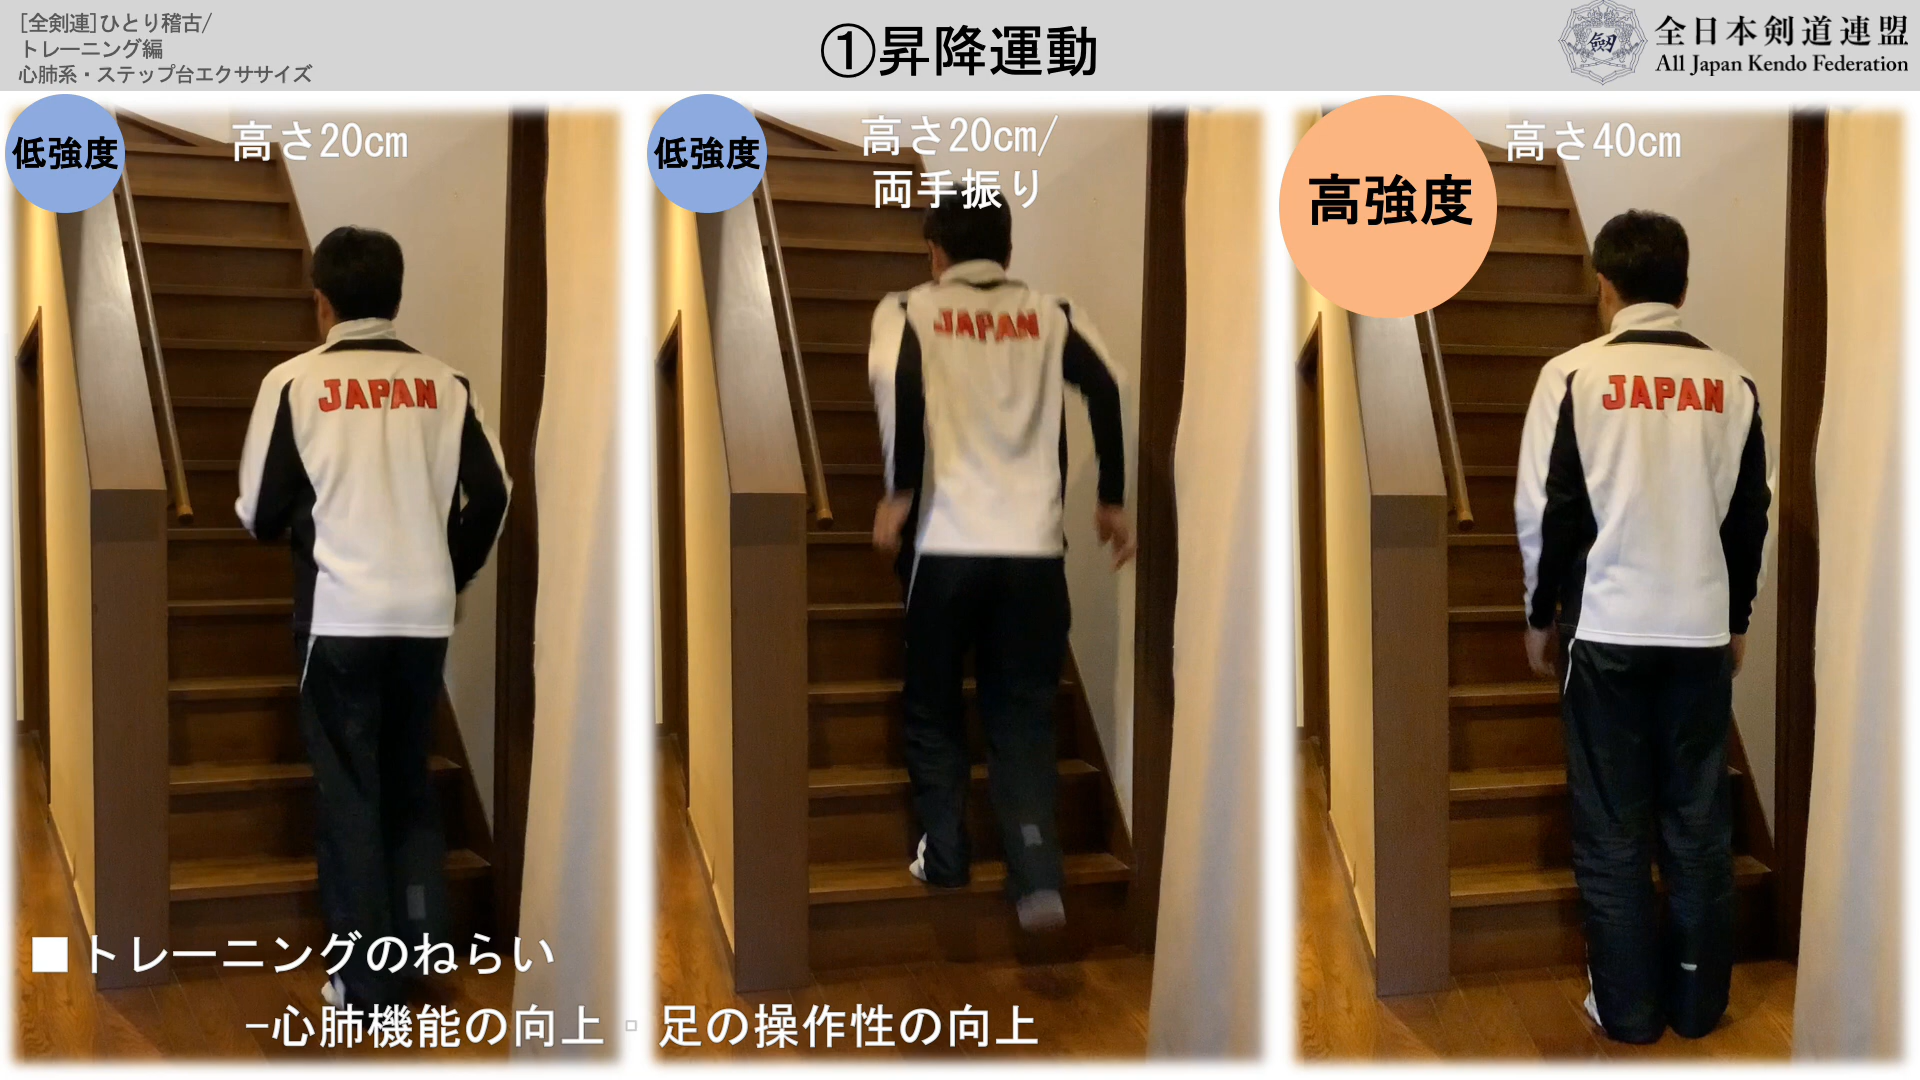 [全剣連]ひとり稽古/
トレーニング編
心肺系・ステップ台エクササイズ
①昇降運動
全日本剣道連盟
All Japan Kendo Federation
低強度
高さ20cm
JAPAN
低強度
高さ20cm/
両手振り
JAPAN
高強度
高さ40cm
JAPAN
■トレーニングのねらい
−心肺機能の向上▫足の操作性の向上